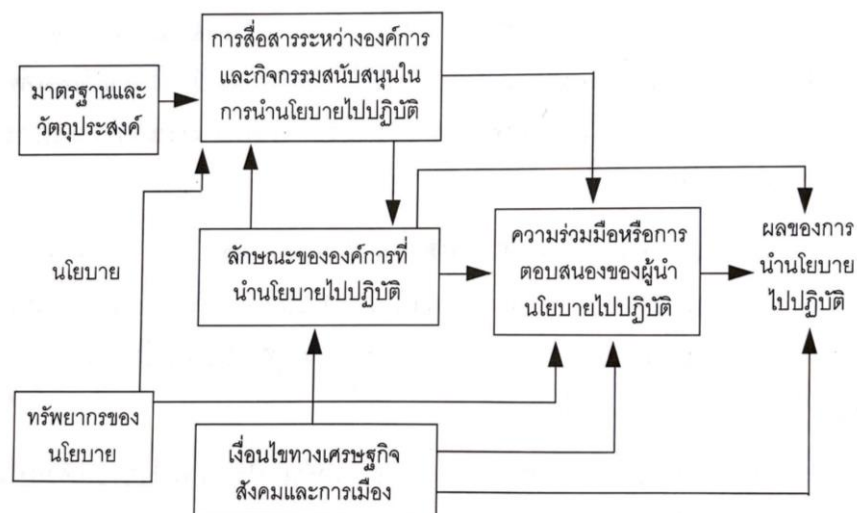 การสื่อสารระหว่างองค์การ
และกิจกรรมสนับสนุนใน
การนำนโยบายไปปฏิบัติ
มาตรฐานและ
วัตถุประสงค์
ลักษณะขององค์การที่
นำนโยบายไปปฏิบัติ
ความร่วมมือหรือการ
ตอบสนองของผู้นำ
นโยบายไปปฏิบัติ
ผลของการ
นำนโยบาย
ไปปฏิบัติ
นโยบาย
ทรัพยากรของ
นโยบาย
เงื่อนไขทางเศรษฐกิจ
สังคมและการเมือง